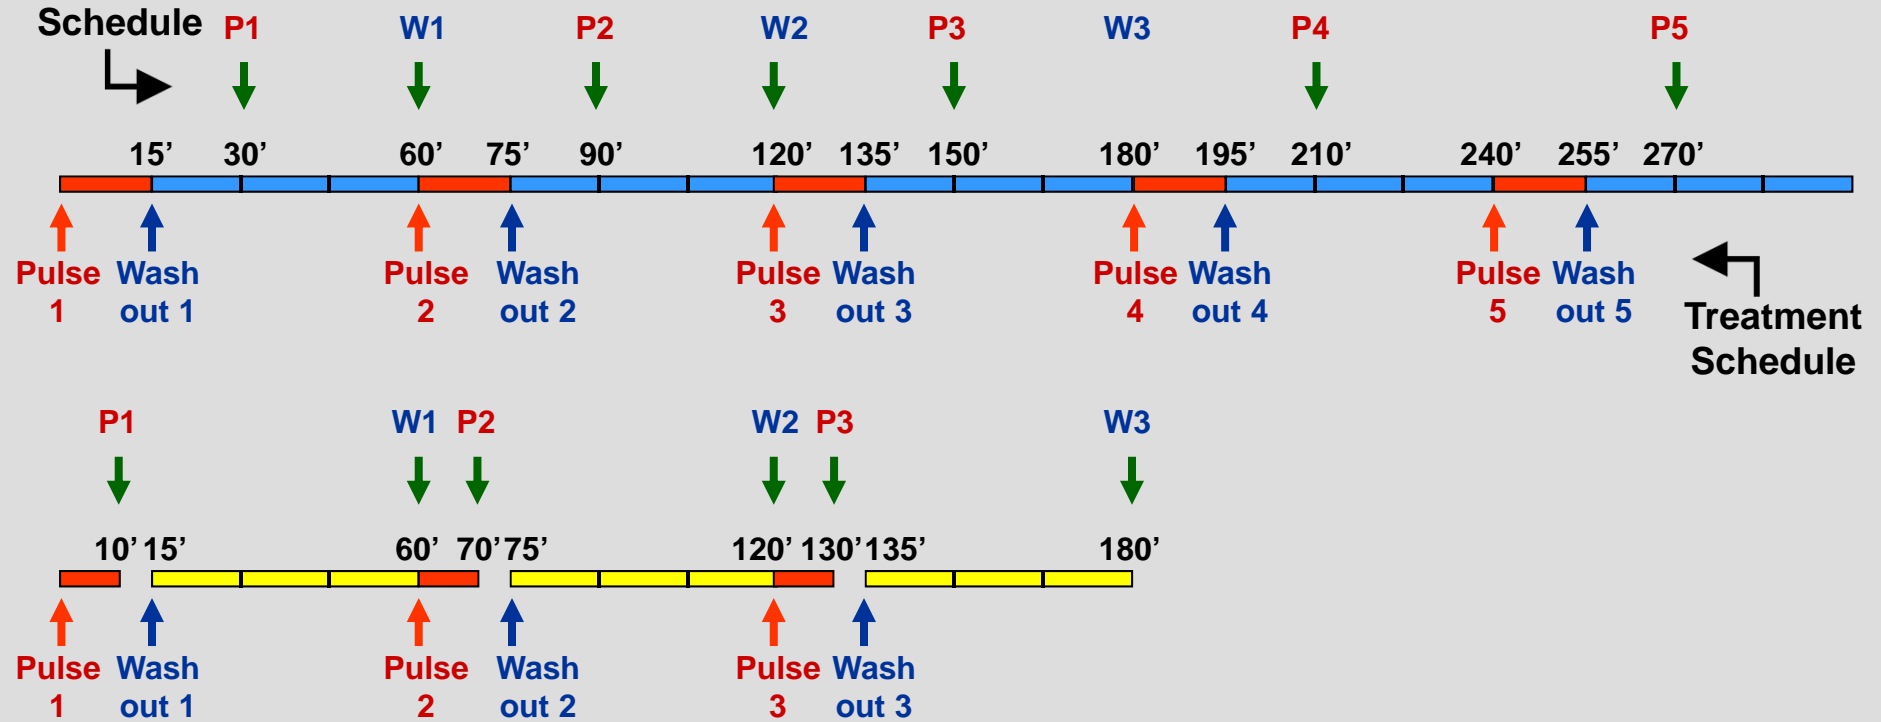 Schedule P1 W1 P2 W2 P3 W3 P4 P5
15’ 30’ 60’ 75’ 90’ 120’ 135’ 150’ 180’ 195’ 210’ 240’ 255’ 270’
Pulse Wash Pulse Wash Pulse Wash Pulse Wash Pulse Wash
1 out 1 2 out 2 3 out 3 4 out 4 5 out 5
Treatment
Schedule
P1 W1 P2 W2 P3 W3
10’ 15’ 60’ 70’ 75’ 120’ 130’ 135’ 180’
Pulse Wash Pulse Wash Pulse Wash
1 out 1 2 out 2 3 out 3